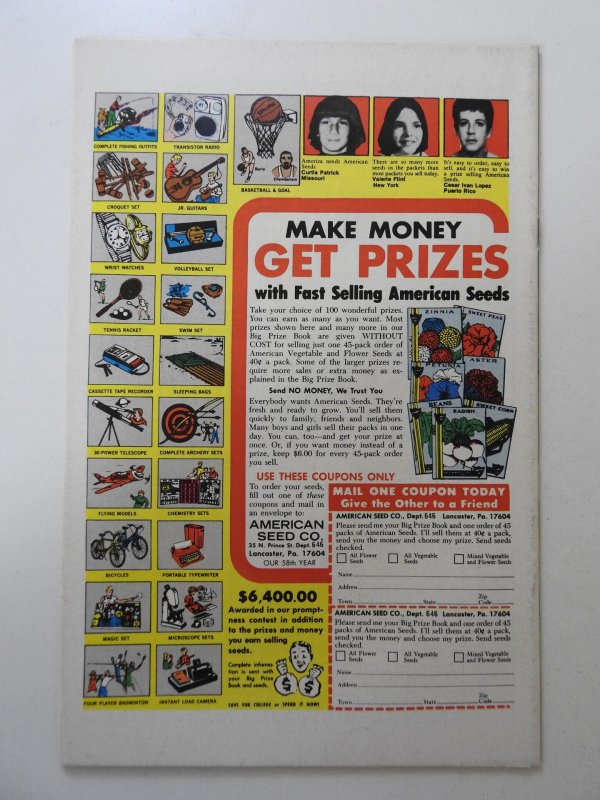 COMPLETE FISHING OUTFITS
TRANSISTOR RADIO
CROQUET SET
JR. GUITARS
WRIST WATCHES
VOLLEYBALL SET
TENNIS RACKET
SWIM SET
CASSETTE TAPE RECORDER
SLEEPING BAGS
30-POWER TELESCOPE
COMPLETE ARCHERY SETS
FLYING MODELS
CHEMISTRY SETS
BICYCLES
PORTABLE TYPEWRITER
MAGIC SET
MICROSCOPE SETS
FOUR PLAYER BADMINTON
INSTANT LOAD CAMERA
Barry
Chamberlain
BASKETBALL & GOAL
America needs American
Seeds
Curtis Patrick
Missouri
There are so many more
seeds in the packets than
most packets you sell today.
Valerie Flint
New York
It's easy to order, easy to
sell, and it's easy to win
a prize selling American
Seeds.
Cesar Ivan Lopez
Puerto Rico
MAKE MONEY
GET PRIZES
with Fast Selling American Seeds
Take your choice of 100 wonderful prizes.
You can earn as many as you want. Most
prizes shown here and many more in our
Big Prize Book are given WITHOUT
COST for selling just one 45-pack order of
American Vegetable and Flower Seeds at
40¢ a pack. Some of the larger prizes re-
quire more sales or extra money as ex-
plained in the Big Prize Book.
Send NO MONEY, We Trust You
Everybody wants American Seeds. They're
fresh and ready to grow. You'll sell them
quickly to family, friends and neighbors.
Many boys and girls sell their packs in one
day. You, can, too—and get your prize at
once. Or, if you want money instead of a
prize, keep $6.00 for every 45-pack order
you sell.
ZINNIA
SWEET PEAS
PETUNIA
ASTER
BEANS
RADISH
SWEET CORN
USE THESE COUPONS ONLY
To order your seeds,
fill out one of these
coupons and mail in
an envelope to:
AMERICAN
SEED CO.
35 N. Prince St. Dept. 646
Lancaster, Pa. 17604
OUR 58th YEAR
$6,400.00
Awarded in our prompt-
ness contest in addition
to the prizes and money
you earn selling
seeds.
Complete informa-
tion is sent with
your Big Prize
Book and seeds.
$ $
SAVE FOR COLLEGE or SPEND IT NOW!
MAIL ONE COUPON TODAY
Give the Other to a Friend
AMERICAN SEED CO., Dept. 646 Lancaster, Pa. 17604
Please send me your Big Prize Book and one order of 45
packs of American Seeds. I'll sell them at 40¢ a pack,
send you the money and choose my prize. Send seeds
checked.
All Flower Seeds
All Vegetable Seeds
Mixed Vegetable and Flower Seeds
Name
Address
Town State Zip Code
AMERICAN SEED CO., Dept. 646 Lancaster, Pa. 17604
Please send me your Big Prize Book and one order of 45
packs of American Seeds. I'll sell them at 40¢ a pack,
send you the money and choose my prize. Send seeds
checked.
All Flower Seeds
All Vegetable Seeds
Mixed Vegetable and Flower Seeds
Name
Address
Town State Zip Code